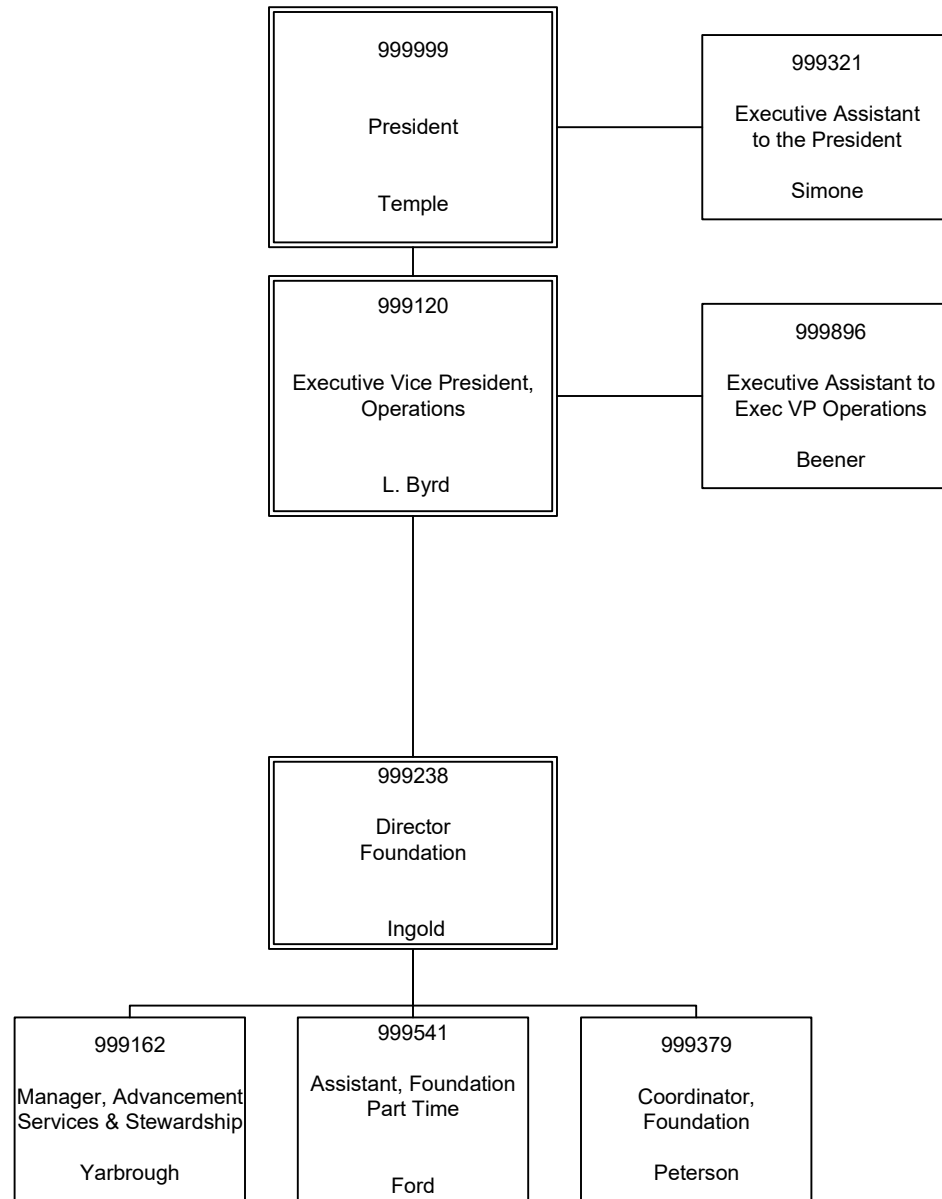 999999
President
Temple
999321
Executive Assistant
to the President
Simone
999120
Executive Vice President,
Operations
L. Byrd
999896
Executive Assistant to
Exec VP Operations
Beener
999238
Director
Foundation
Ingold
999162
Manager, Advancement
Services & Stewardship
Yarbrough
999541
Assistant, Foundation
Part Time
Ford
999379
Coordinator,
Foundation
Peterson